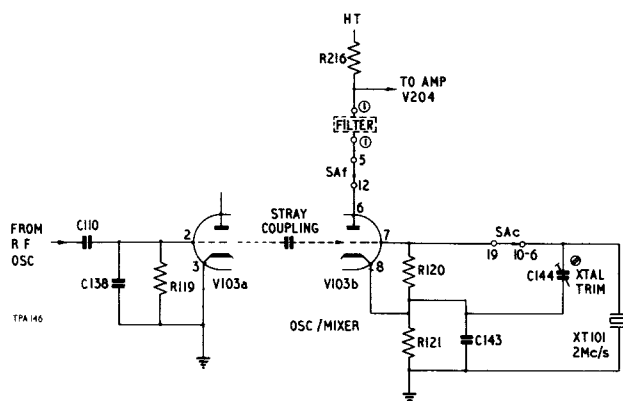 HT
R216
TO AMP
V204
6
FILTER
1
5
SAf
12
6
FROM
R F
OSC
C110
2
STRAY
COUPLING
7
SAc
19
10-6
3
8
C138
R119
V103a
V103b
R120
C144
XTAL
TRIM
OSC/MIXER
R121
C143
XT101
2Mc/s
TPA 146